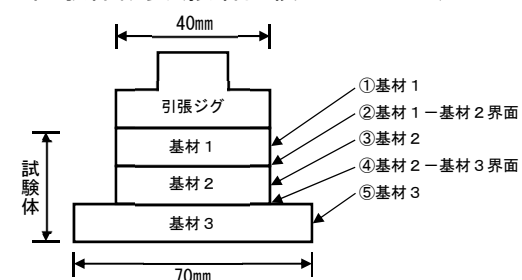 40mm
引張ジグ
基材1
基材2
基材3
試験体
70mm
①基材1
②基材1－基材2界面
③基材2
④基材2－基材3界面
⑤基材3